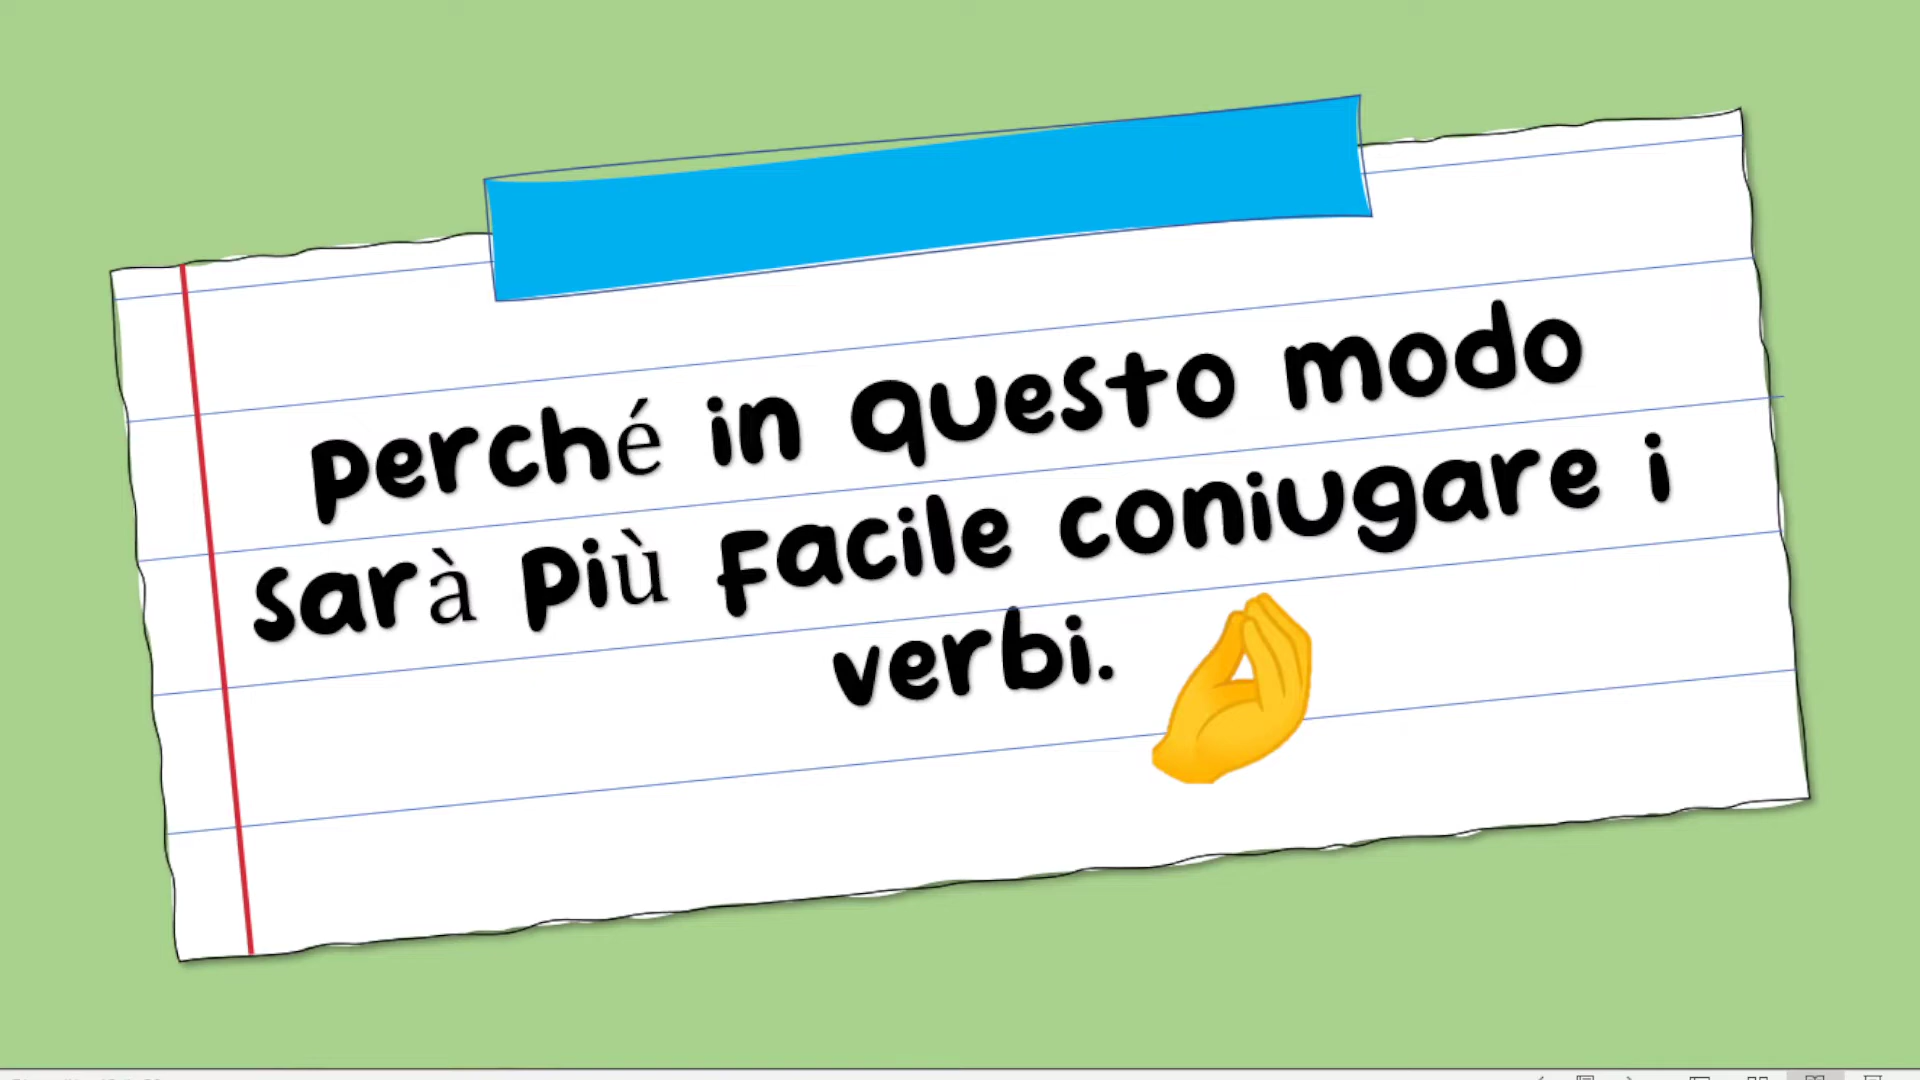 perché in questo modo
sarà più facile coniugare i
verbi.